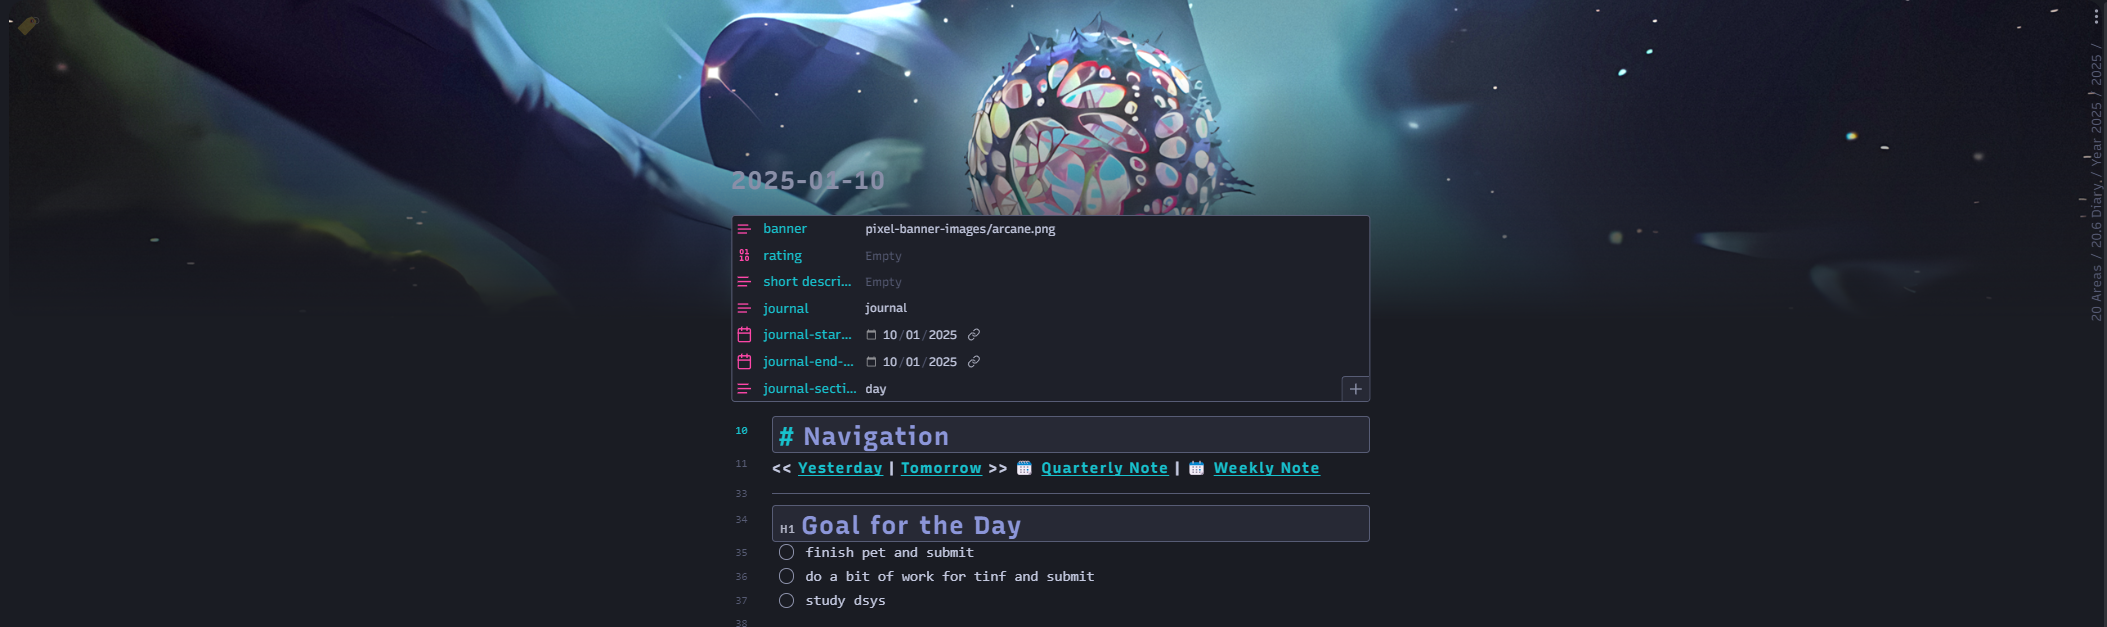 2025-01-10
banner pixel-banner-images/arcane.png
rating Empty
short descri... Empty
journal journal
journal-star... 10/01/2025
journal-end-... 10/01/2025
journal-secti... day
10 # Navigation
11 << Yesterday | Tomorrow >> Quarterly Note | Weekly Note
33
34 H1 Goal for the Day
35 finish pet and submit
36 do a bit of work for tinf and submit
37 study dsys
38
20 Areas / 20.6 Diary / Year 2025 / 2025 /